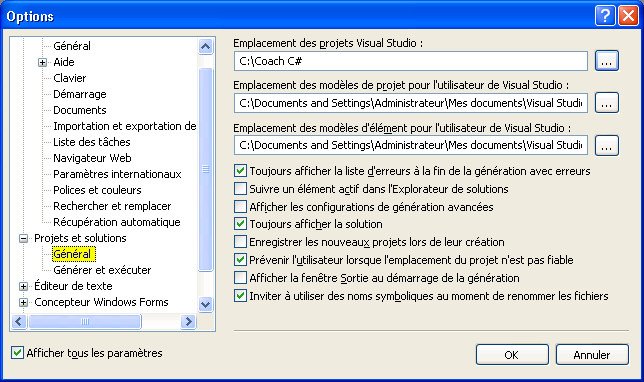 Options
Général
Aide
Clavier
Démarrage
Documents
Importation et exportation de
Liste des tâches
Navigateur Web
Paramètres internationaux
Polices et couleurs
Rechercher et remplacer
Récupération automatique
Projets et solutions
Général
Générer et exécuter
Éditeur de texte
Concepteur Windows Forms
Afficher tous les paramètres
Emplacement des projets Visual Studio :
C:\Coach C#
...
Emplacement des modèles de projet pour l'utilisateur de Visual Studio :
C:\Documents and Settings\Administrateur\Mes documents\Visual Studio
...
Emplacement des modèles d'élément pour l'utilisateur de Visual Studio :
C:\Documents and Settings\Administrateur\Mes documents\Visual Studio
...
Toujours afficher la liste d'erreurs à la fin de la génération avec erreurs
Suivre un élément actif dans l'Explorateur de solutions
Afficher les configurations de génération avancées
Toujours afficher la solution
Enregistrer les nouveaux projets lors de leur création
Prévenir l'utilisateur lorsque l'emplacement du projet n'est pas fiable
Afficher la fenêtre Sortie au démarrage de la génération
Inviter à utiliser des noms symboliques au moment de renommer les fichiers
OK
Annuler